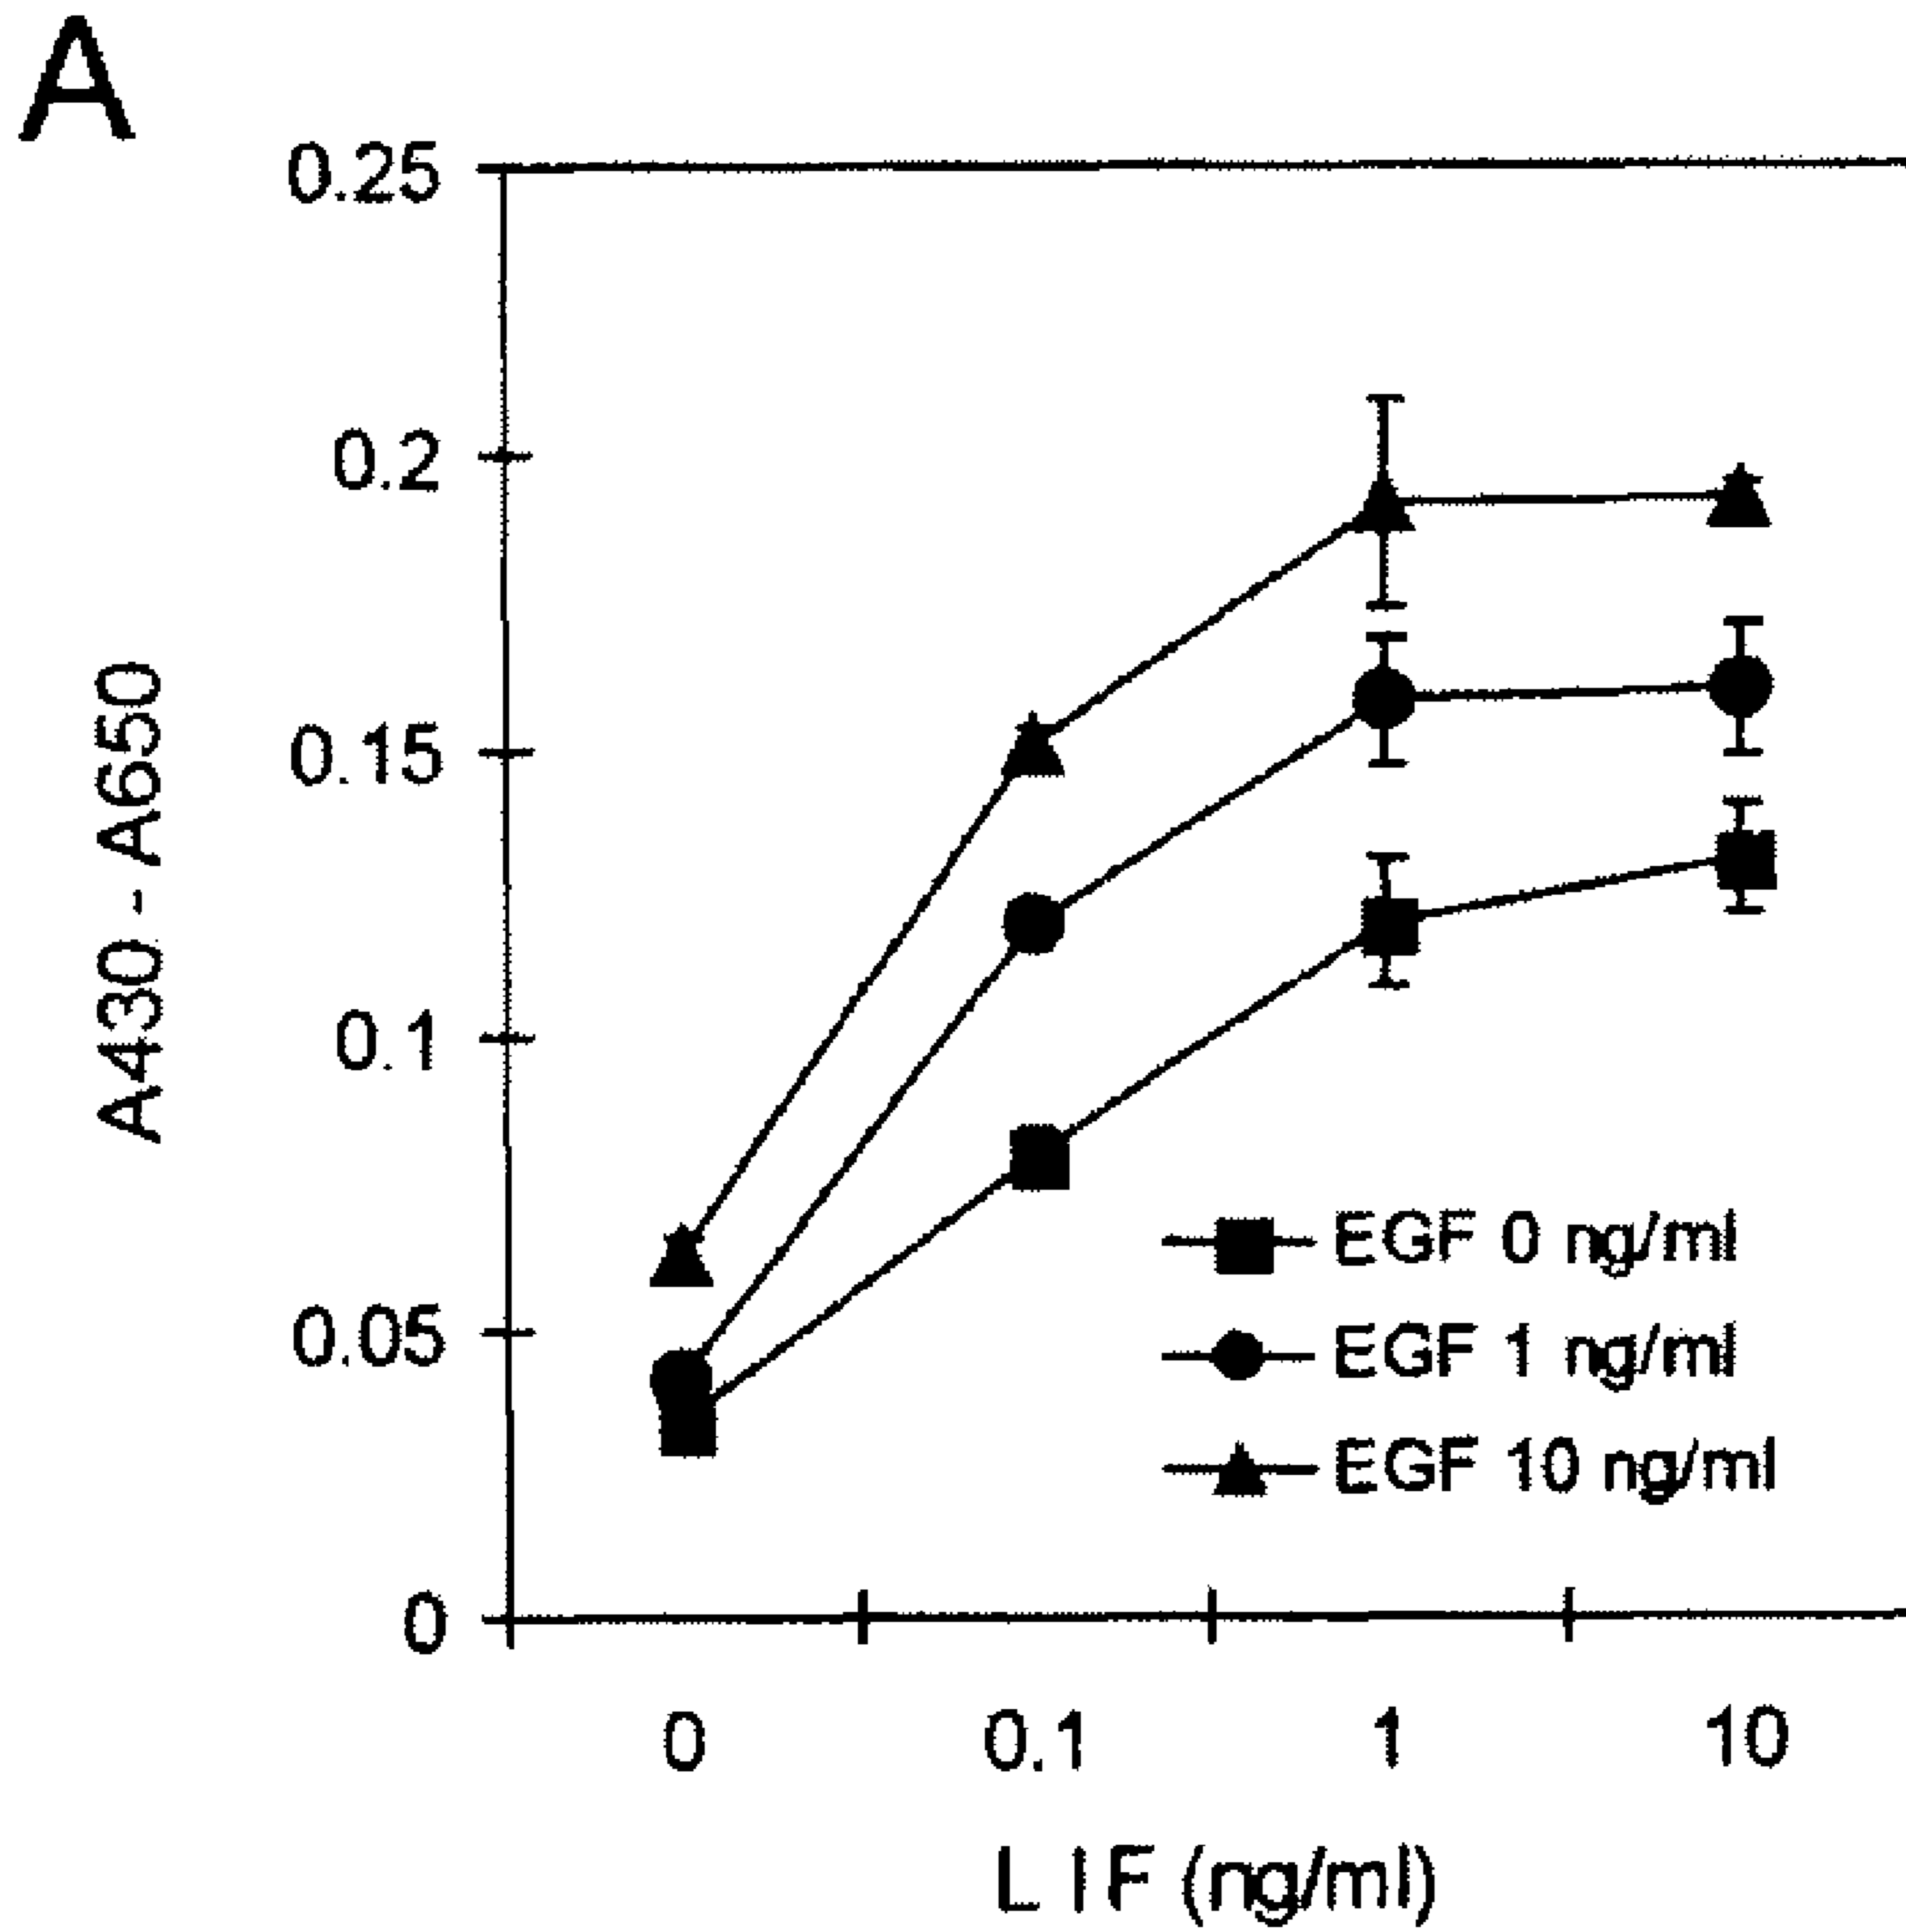 A
0.25
0.2
0.15
0.1
0.05
0
A430 - A650
EGF 0 ng/ml
EGF 1 ng/ml
EGF 10 ng/ml
0 0.1 1 10
LIF (ng/ml)